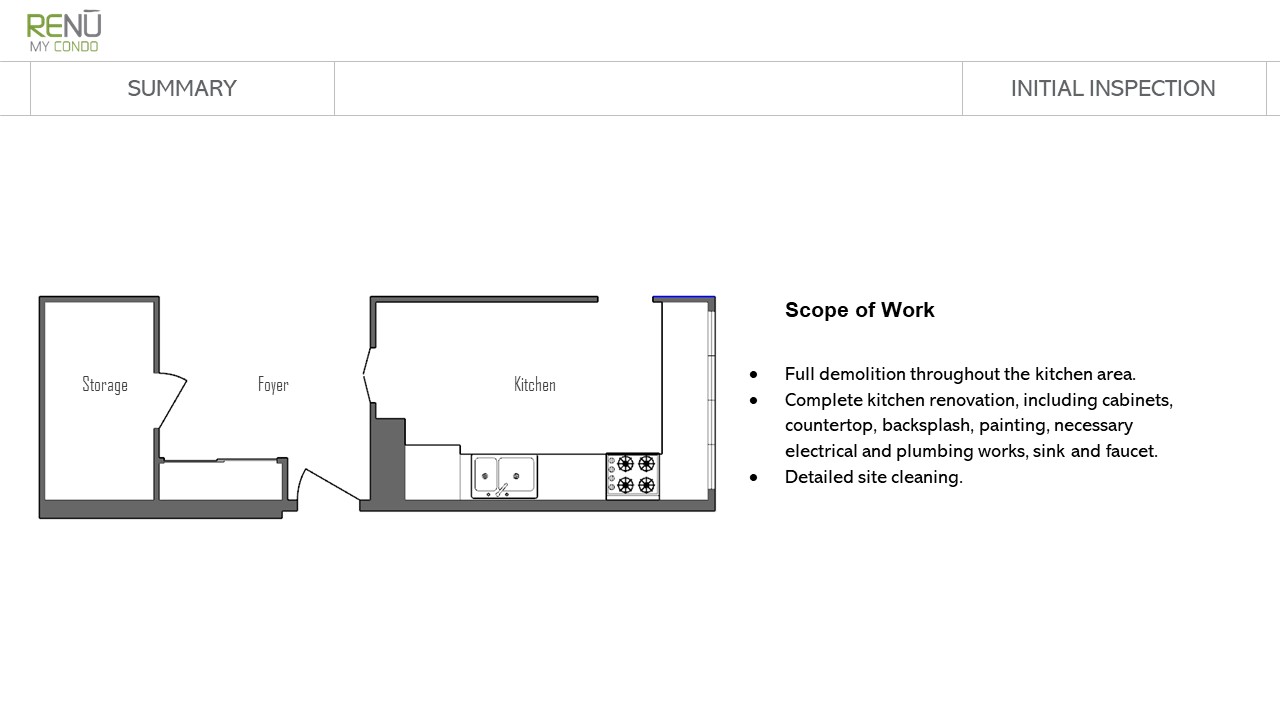 RENŪ
MY CONDO
SUMMARY
INITIAL INSPECTION
Storage
Foyer
Kitchen
Scope of Work
● Full demolition throughout the kitchen area.
● Complete kitchen renovation, including cabinets,
countertop, backsplash, painting, necessary
electrical and plumbing works, sink and faucet.
● Detailed site cleaning.